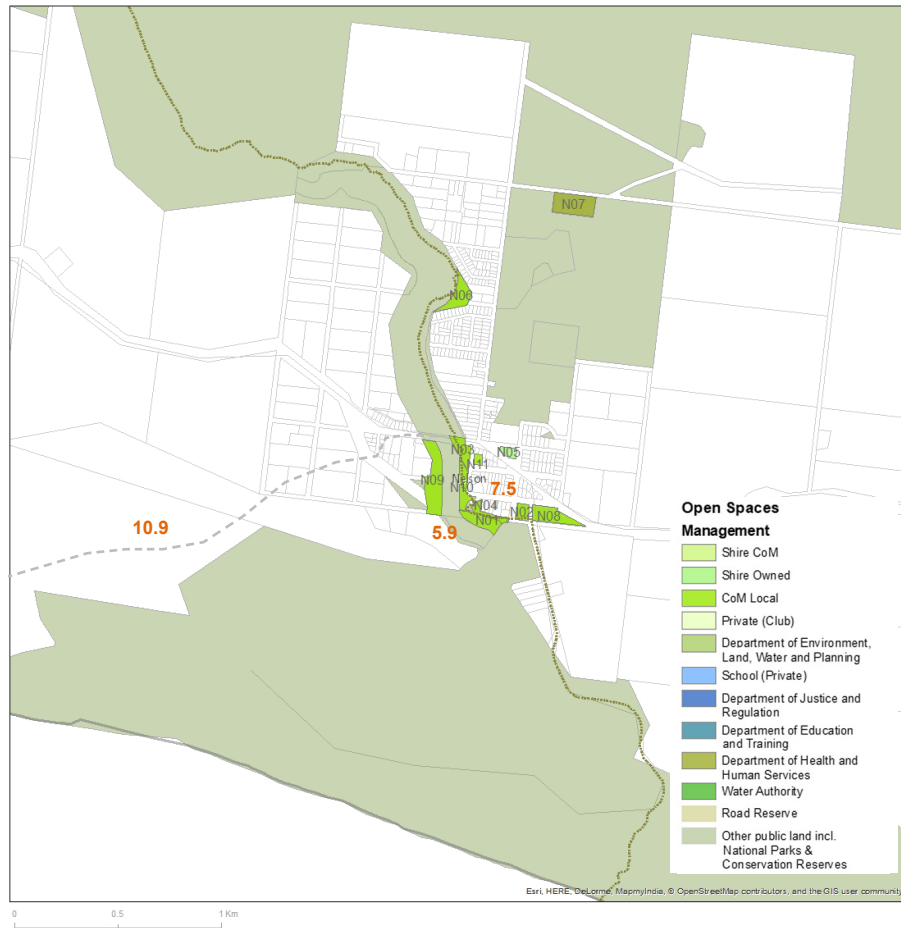 N07
N06
N03
N05
N11
N09
Nelson
N10
7.5
N04
N02
N01
N08
10.9
5.9
Open Spaces
Management
Shire CoM
Shire Owned
CoM Local
Private (Club)
Department of Environment,
Land, Water and Planning
School (Private)
Department of Justice and
Regulation
Department of Education
and Training
Department of Health and
Human Services
Water Authority
Road Reserve
Other public land incl.
National Parks &
Conservation Reserves
Esri, HERE, DeLorme, MapmyIndia, © OpenStreetMap contributors, and the GIS user community
0 0.5 1 Km